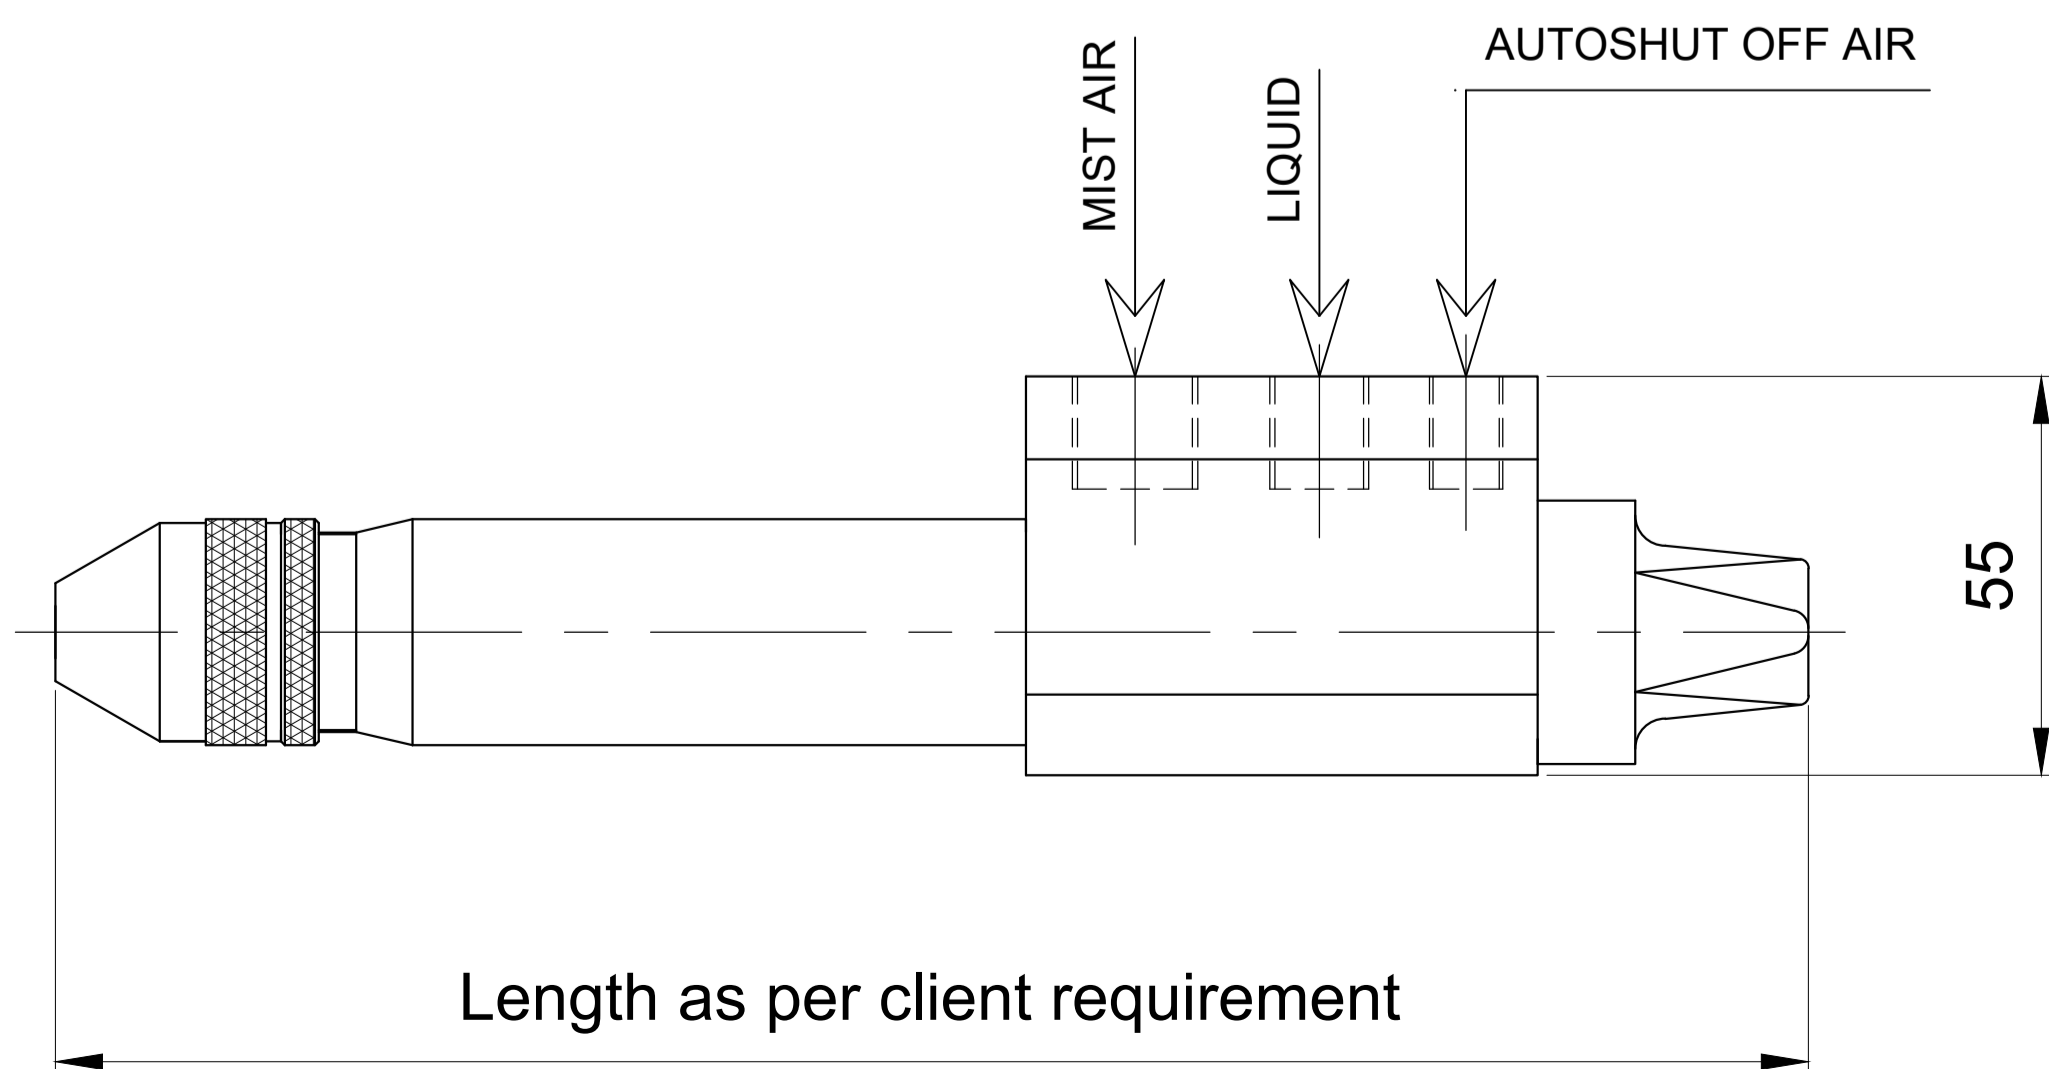 AUTOSHUT OFF AIR
MIST AIR
LIQUID
55
Length as per client requirement